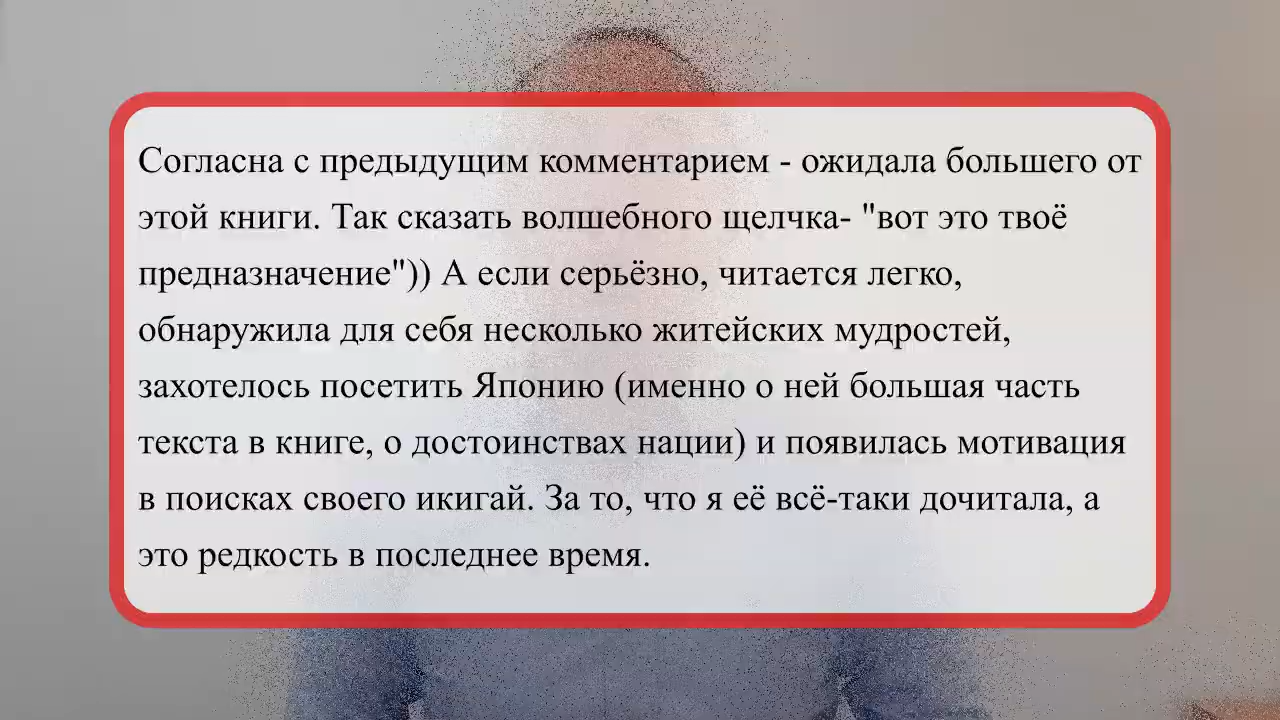 Согласна с предыдущим комментарием - ожидала большего от
этой книги. Так сказать волшебного щелчка- "вот это твоё
предназначение")) А если серьёзно, читается легко,
обнаружила для себя несколько житейских мудростей,
захотелось посетить Японию (именно о ней большая часть
текста в книге, о достоинствах нации) и появилась мотивация
в поисках своего икигай. За то, что я её всё-таки дочитала, а
это редкость в последнее время.